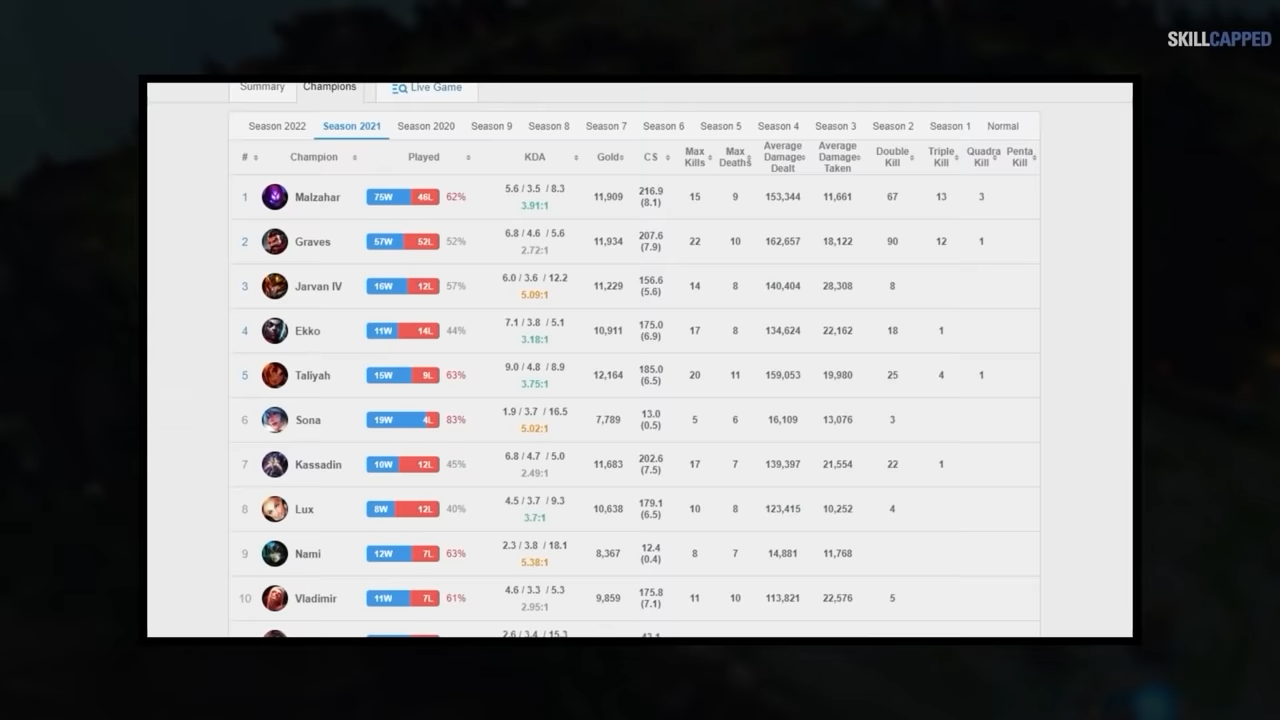 SKILLCAPPED
Summary Champions Live Game
Season 2022 Season 2021 Season 2020 Season 9 Season 8 Season 7 Season 6 Season 5 Season 4 Season 3 Season 2 Season 1 Normal
# Champion Played KDA Gold CS Max Kills Max Deaths Average Damage Dealt Average Damage Taken Double Kill Triple Kill Quadra Kill Penta Kill
1 Malzahar 75W 46L 62% 5.6 / 3.5 / 8.3 3.91:1 11,909 216.9 (8.1) 15 9 153,344 11,661 67 13 3
2 Graves 57W 52L 52% 6.8 / 4.6 / 5.6 2.72:1 11,934 207.6 (7.9) 22 10 162,657 18,122 90 12 1
3 Jarvan IV 16W 12L 57% 6.0 / 3.6 / 12.2 5.09:1 11,229 156.6 (5.6) 14 8 140,404 28,308 8
4 Ekko 11W 14L 44% 7.1 / 3.8 / 5.1 3.18:1 10,911 175.0 (6.9) 17 8 134,624 22,162 18 1
5 Taliyah 15W 9L 63% 9.0 / 4.8 / 8.9 3.75:1 12,164 185.0 (6.5) 20 11 159,053 19,980 25 4 1
6 Sona 19W 4L 83% 1.9 / 3.7 / 16.5 5.02:1 7,789 13.0 (0.5) 5 6 16,109 13,076 3
7 Kassadin 10W 12L 45% 6.8 / 4.7 / 5.0 2.49:1 11,683 202.6 (7.5) 17 7 139,397 21,554 22 1
8 Lux 8W 12L 40% 4.5 / 3.7 / 9.3 3.7:1 10,638 179.1 (6.5) 10 8 123,415 10,252 4
9 Nami 12W 7L 63% 2.3 / 3.8 / 18.1 5.38:1 8,367 12.4 (0.4) 8 7 14,881 11,768
10 Vladimir 11W 7L 61% 4.6 / 3.3 / 5.3 2.95:1 9,859 175.8 (7.1) 11 10 113,821 22,576 5
2.6 / 3.4 / 15.3